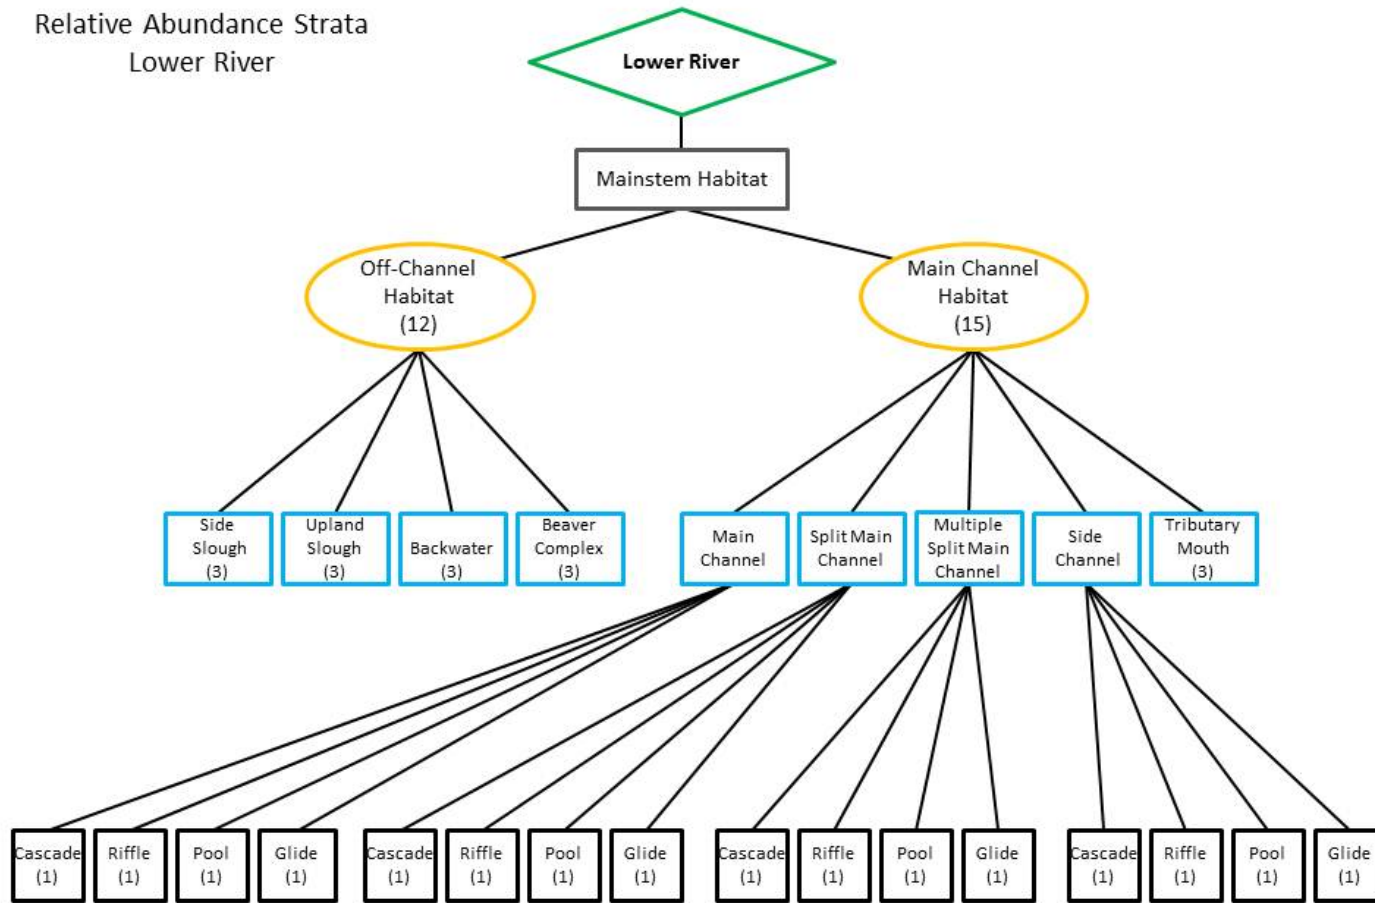 Relative Abundance Strata
Lower River
Lower River
Mainstem Habitat
Off-Channel
Habitat
(12)
Main Channel
Habitat
(15)
Side
Slough
(3)
Upland
Slough
(3)
Backwater
(3)
Beaver
Complex
(3)
Main
Channel
Split Main
Channel
Multiple
Split Main
Channel
Side
Channel
Tributary
Mouth
(3)
Cascade
(1)
Riffle
(1)
Pool
(1)
Glide
(1)
Cascade
(1)
Riffle
(1)
Pool
(1)
Glide
(1)
Cascade
(1)
Riffle
(1)
Pool
(1)
Glide
(1)
Cascade
(1)
Riffle
(1)
Pool
(1)
Glide
(1)